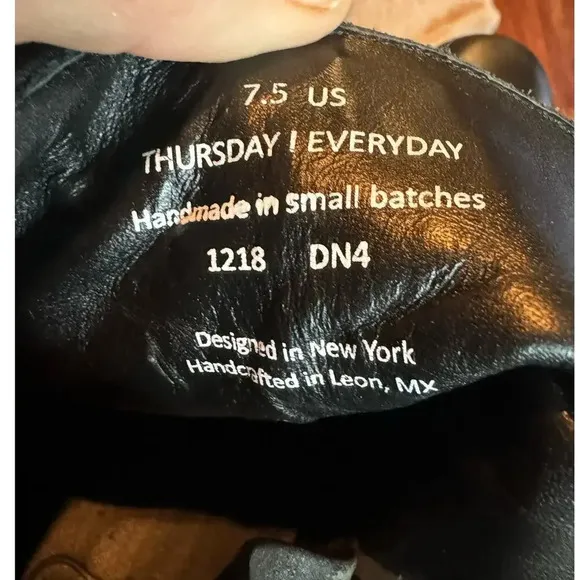 7.5 US
THURSDAY | EVERYDAY
Handmade in small batches
1218 DN4
Designed in New York
Handcrafted in Leon, MX